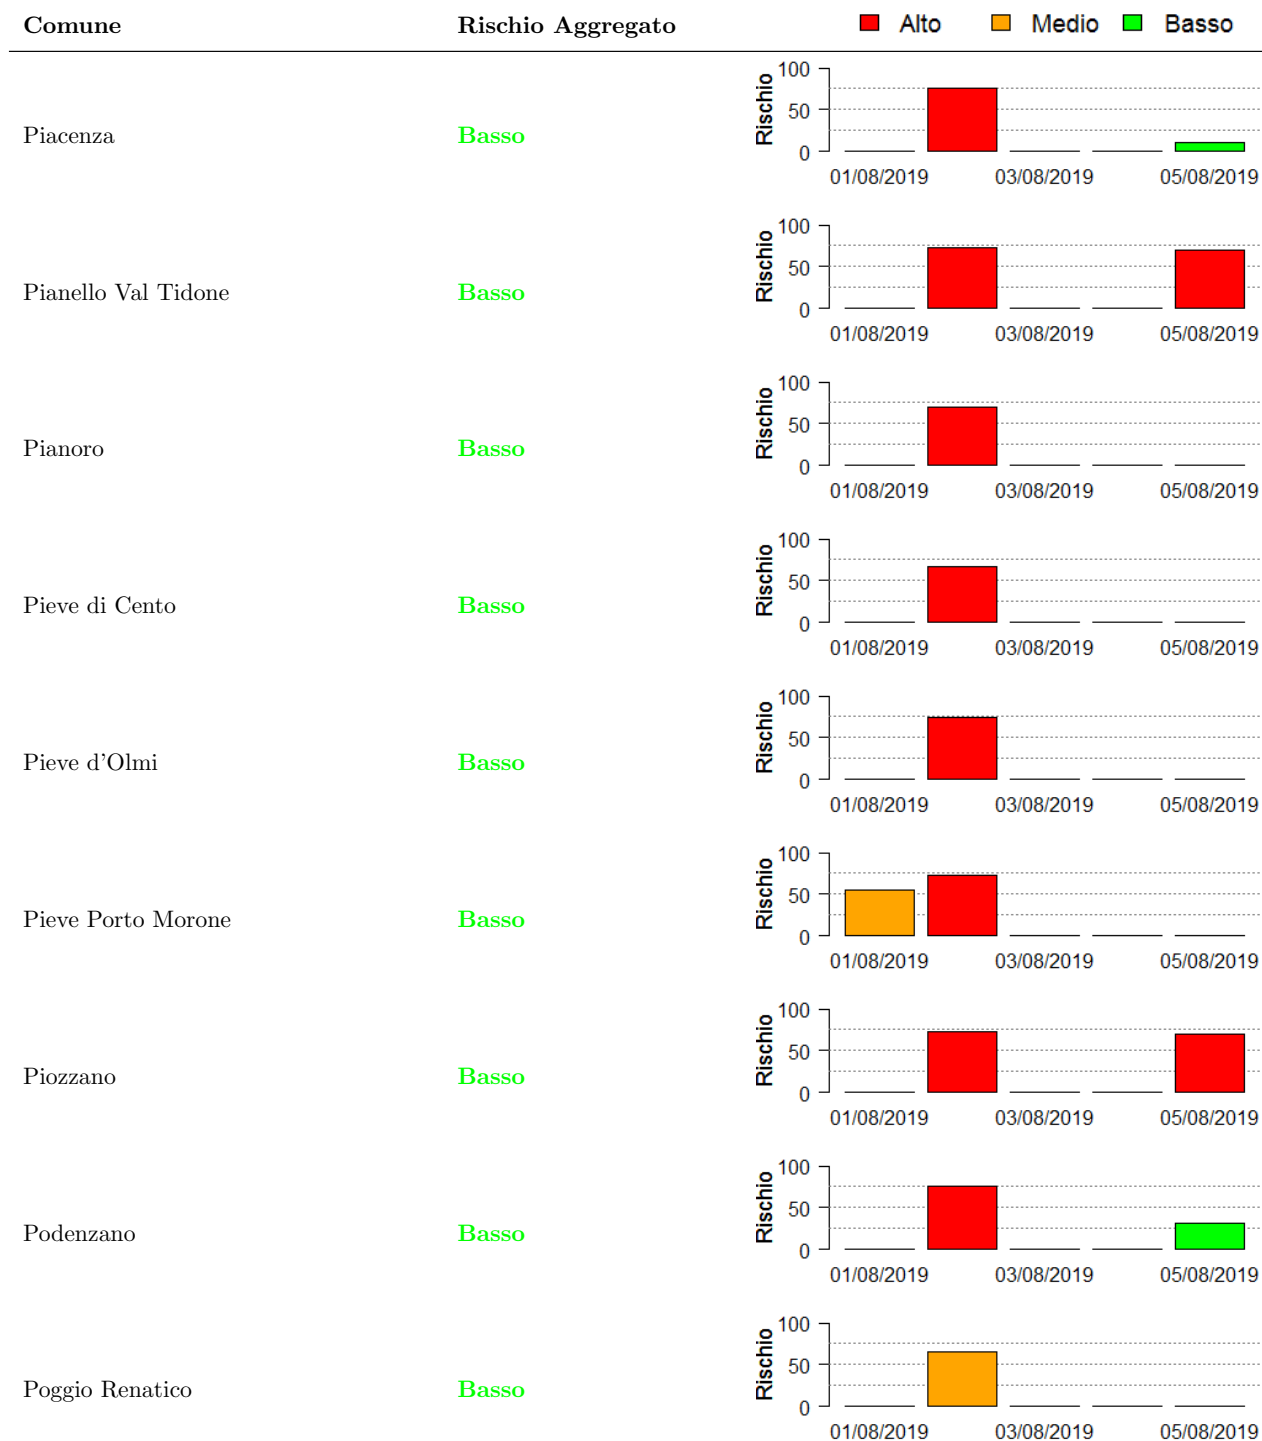 Comune Rischio Aggregato Alto Medio Basso
100
50
0
Rischio
Piacenza Basso
01/08/2019 03/08/2019 05/08/2019
100
50
0
Rischio
Pianello Val Tidone Basso
01/08/2019 03/08/2019 05/08/2019
100
50
0
Rischio
Pianoro Basso
01/08/2019 03/08/2019 05/08/2019
100
50
0
Rischio
Pieve di Cento Basso
01/08/2019 03/08/2019 05/08/2019
100
50
0
Rischio
Pieve d'Olmi Basso
01/08/2019 03/08/2019 05/08/2019
100
50
0
Rischio
Pieve Porto Morone Basso
01/08/2019 03/08/2019 05/08/2019
100
50
0
Rischio
Piozzano Basso
01/08/2019 03/08/2019 05/08/2019
100
50
0
Rischio
Podenzano Basso
01/08/2019 03/08/2019 05/08/2019
100
50
0
Rischio
Poggio Renatico Basso
01/08/2019 03/08/2019 05/08/2019